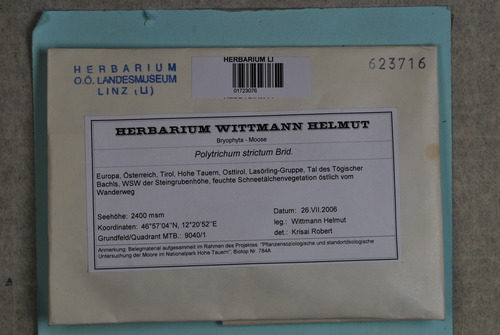 HERBARIUM
O.Ö. LANDESMUSEUM
LINZ (LI)
HERBARIUM LI
01723076
623716
HERBARIUM WITTMANN HELMUT
Bryophyta - Moose
Polytrichum strictum Brid.
Europa, Österreich, Tirol, Hohe Tauern, Osttirol, Lasörling-Gruppe, Tal des Tögischer
Bachls, WSW der Steingrubenhöhe, feuchte Schneetälchenvegetation östlich vom
Wanderweg
Seehöhe: 2400 msm
Datum: 26.VII.2006
Koordinaten: 46°57'04''N, 12°20'52''E
leg.: Wittmann Helmut
Grundfeld/Quadrant MTB.: 9040/1
det.: Krisai Robert
Anmerkung: Belegmaterial aufgesammelt im Rahmen des Projektes: "Pflanzensoziologische und standortökologische
Untersuchung der Moore im Nationalpark Hohe Tauern", Biotop Nr. 784A